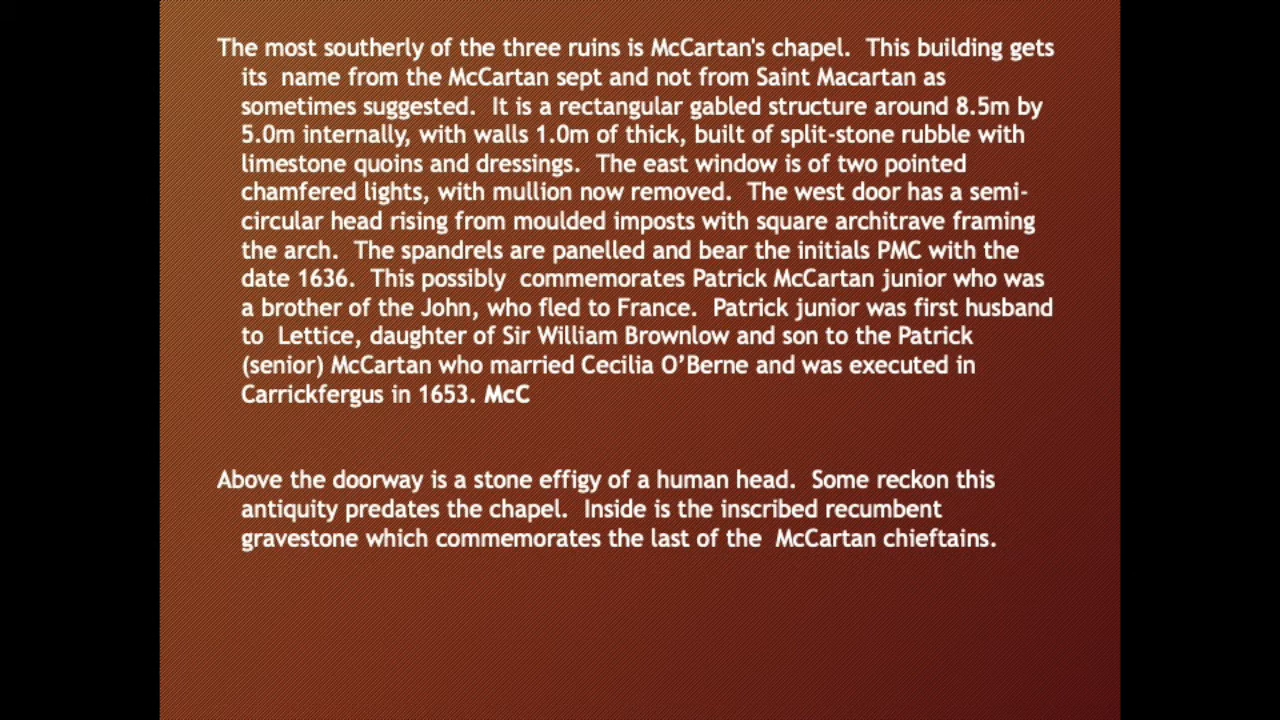 The most southerly of the three ruins is McCartan's chapel.  This building gets
its  name from the McCartan sept and not from Saint Macartan as
sometimes suggested.  It is a rectangular gabled structure around 8.5m by
5.0m internally, with walls 1.0m of thick, built of split-stone rubble with
limestone quoins and dressings.  The east window is of two pointed
chamfered lights, with mullion now removed.  The west door has a semi-
circular head rising from moulded imposts with square architrave framing
the arch.  The spandrels are panelled and bear the initials PMC with the
date 1636.  This possibly  commemorates Patrick McCartan junior who was
a brother of the John, who fled to France.  Patrick junior was first husband
to  Lettice, daughter of Sir William Brownlow and son to the Patrick
(senior) McCartan who married Cecilia O’Berne and was executed in
Carrickfergus in 1653. McC
Above the doorway is a stone effigy of a human head.  Some reckon this
antiquity predates the chapel.  Inside is the inscribed recumbent
gravestone which commemorates the last of the  McCartan chieftains.